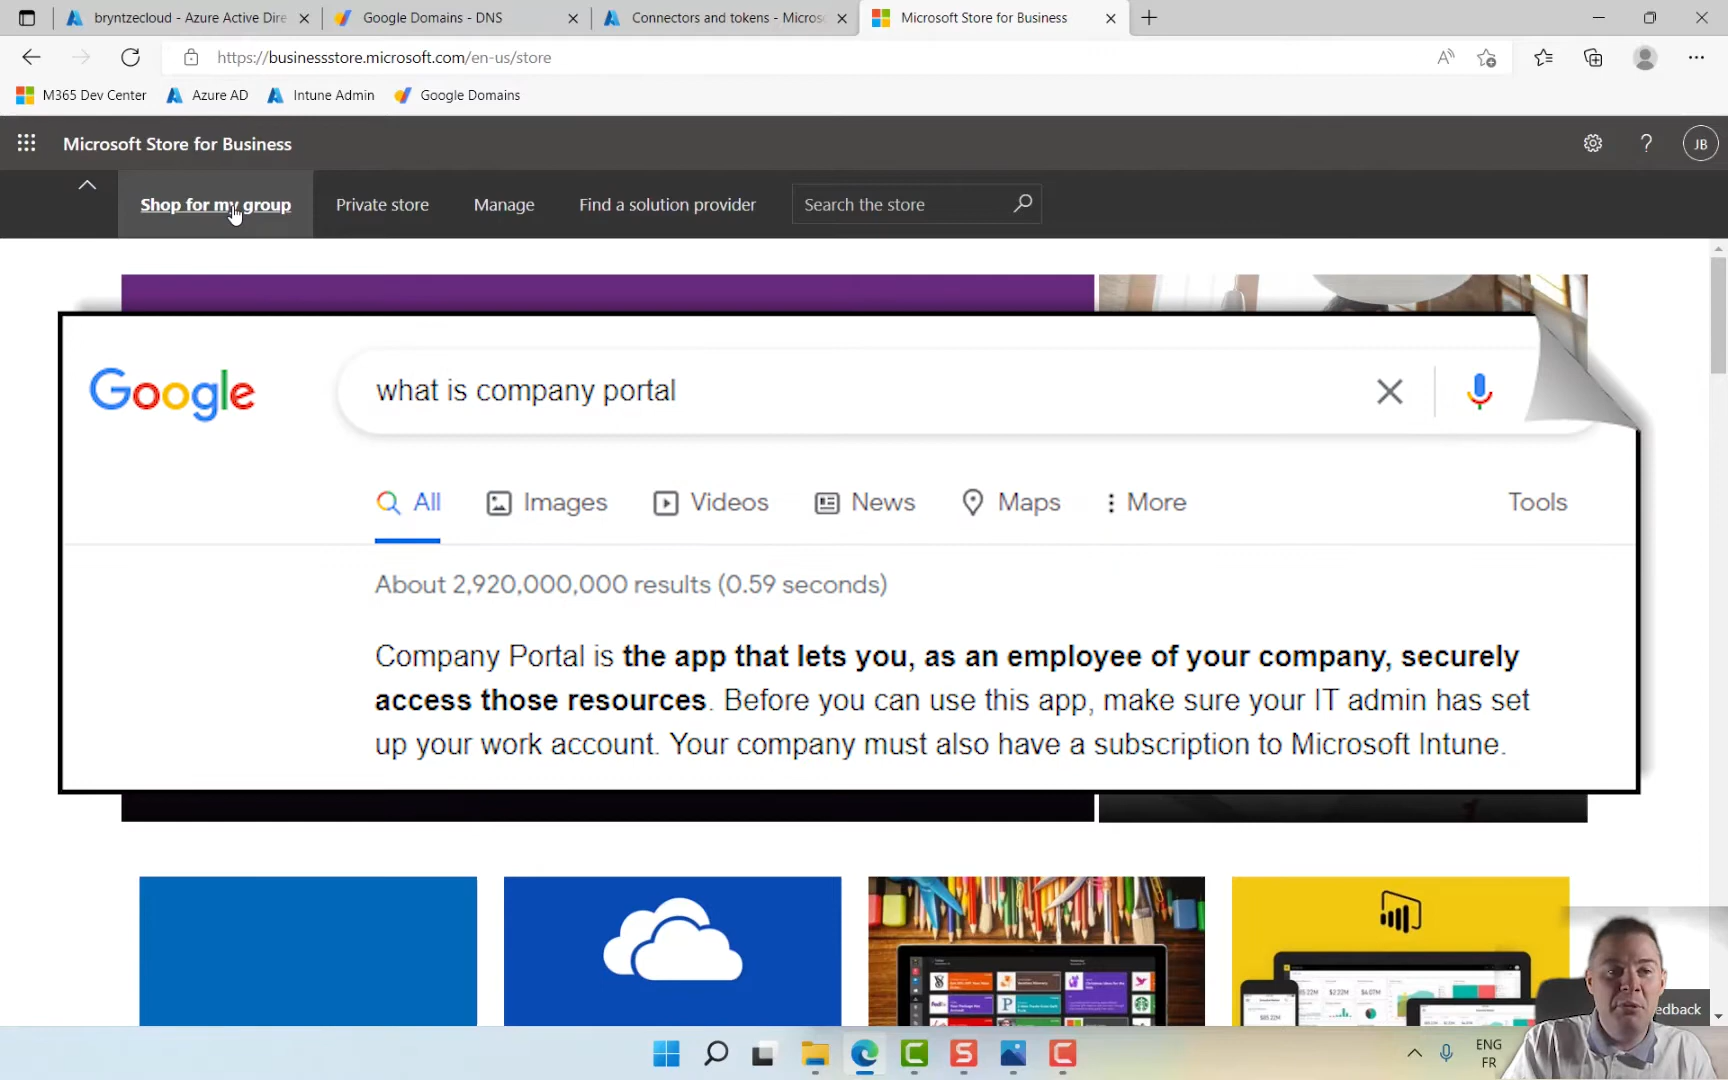 bryntzecloud - Azure Active Dire
Google Domains - DNS
Connectors and tokens - Microso
Microsoft Store for Business
https://businessstore.microsoft.com/en-us/store
M365 Dev Center
Azure AD
Intune Admin
Google Domains
Microsoft Store for Business
?
JB
Shop for my group
Private store
Manage
Find a solution provider
Search the store
Google
what is company portal
All
Images
Videos
News
Maps
More
Tools
About 2,920,000,000 results (0.59 seconds)
Company Portal is the app that lets you, as an employee of your company, securely
access those resources. Before you can use this app, make sure your IT admin has set
up your work account. Your company must also have a subscription to Microsoft Intune.
edback
ENG
FR